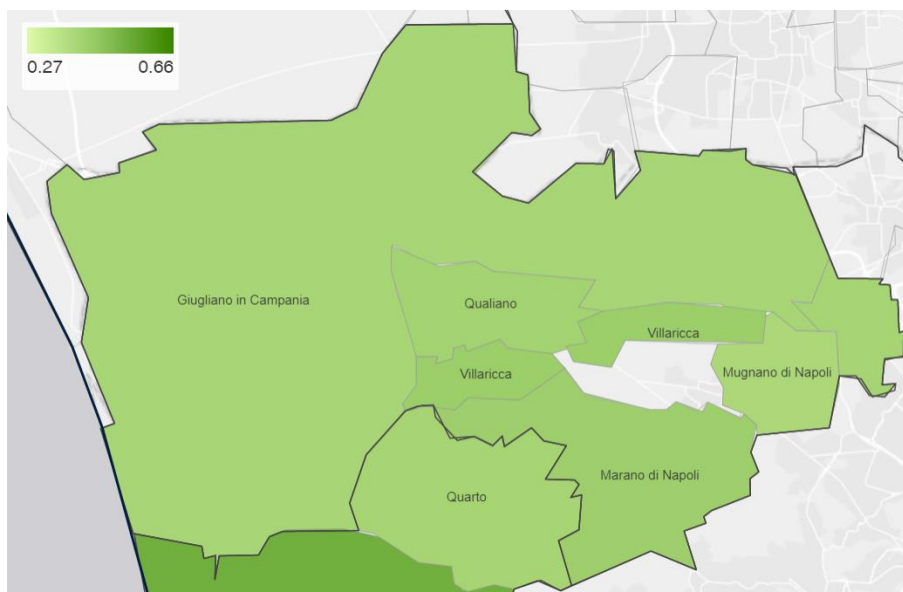 0.27 0.66
Giugliano in Campania
Qualiano
Villaricca
Villaricca
Mugnano di Napoli
Marano di Napoli
Quarto